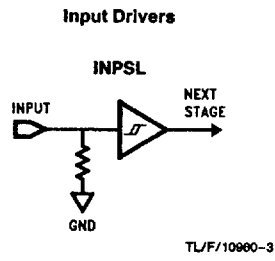 Input Drivers
INPSL
INPUT
NEXT
STAGE
GND
TL/F/10960-3